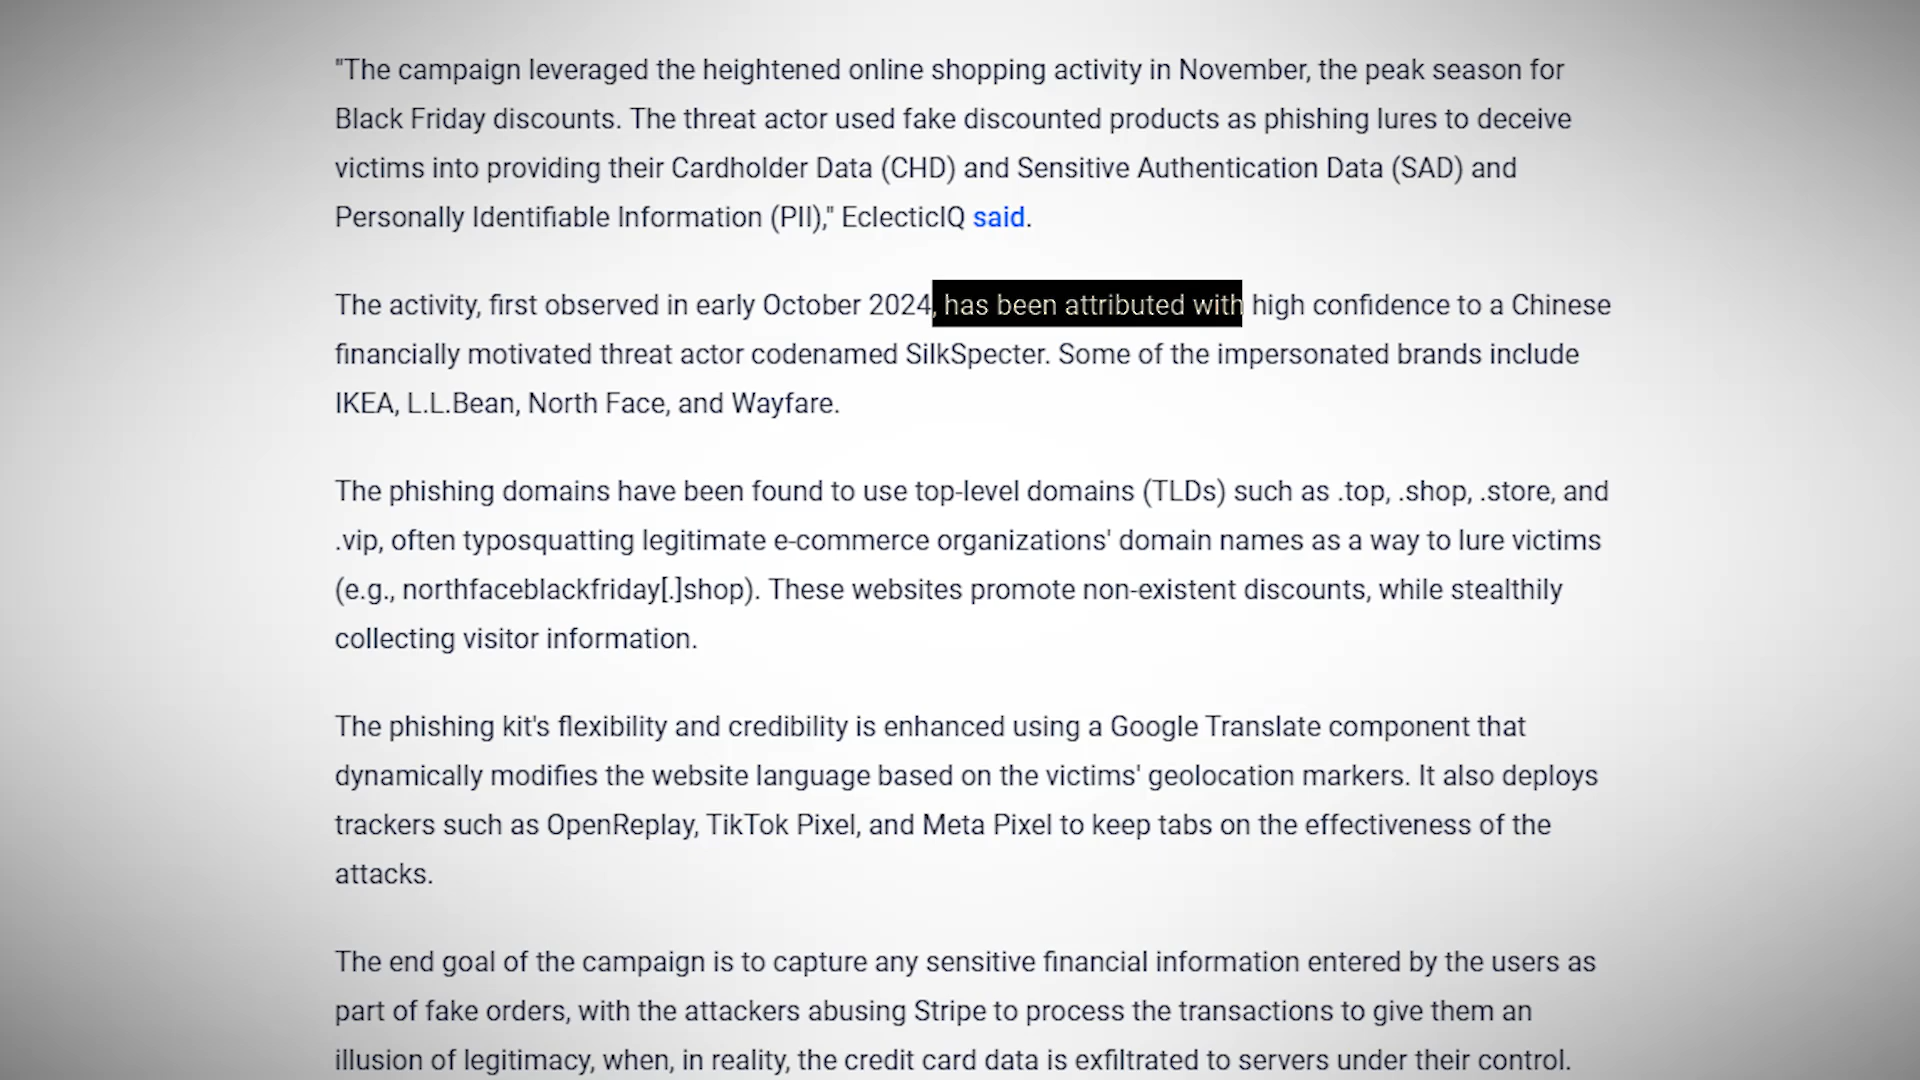 "The campaign leveraged the heightened online shopping activity in November, the peak season for
Black Friday discounts. The threat actor used fake discounted products as phishing lures to deceive
victims into providing their Cardholder Data (CHD) and Sensitive Authentication Data (SAD) and
Personally Identifiable Information (PII)," EclecticIQ said.
The activity, first observed in early October 2024, has been attributed with high confidence to a Chinese
financially motivated threat actor codenamed SilkSpecter. Some of the impersonated brands include
IKEA, L.L.Bean, North Face, and Wayfare.
The phishing domains have been found to use top-level domains (TLDs) such as .top, .shop, .store, and
.vip, often typosquatting legitimate e-commerce organizations' domain names as a way to lure victims
(e.g., northfaceblackfriday[.]shop). These websites promote non-existent discounts, while stealthily
collecting visitor information.
The phishing kit's flexibility and credibility is enhanced using a Google Translate component that
dynamically modifies the website language based on the victims' geolocation markers. It also deploys
trackers such as OpenReplay, TikTok Pixel, and Meta Pixel to keep tabs on the effectiveness of the
attacks.
The end goal of the campaign is to capture any sensitive financial information entered by the users as
part of fake orders, with the attackers abusing Stripe to process the transactions to give them an
illusion of legitimacy, when, in reality, the credit card data is exfiltrated to servers under their control.